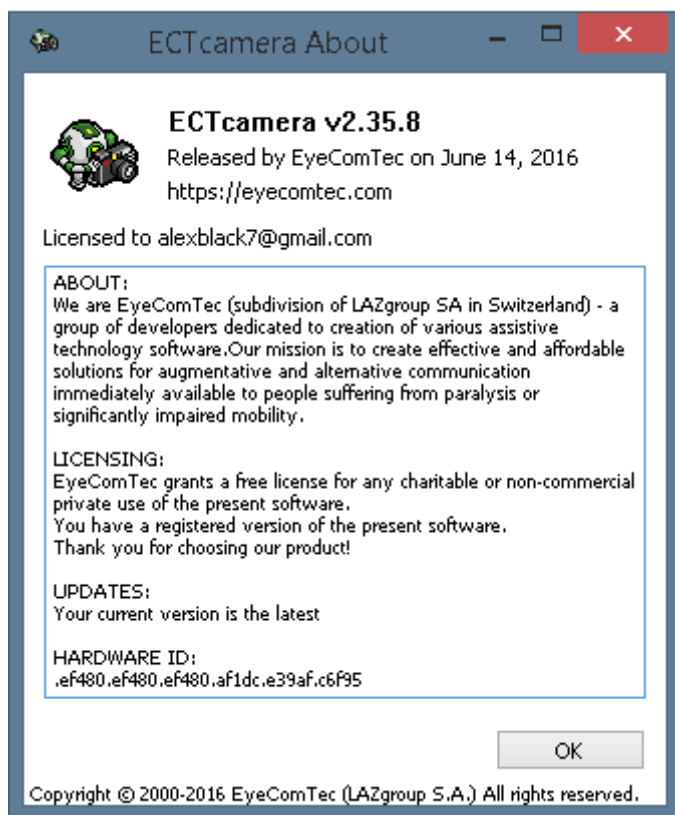 ECTcamera About
ECTcamera v2.35.8
Released by EyeComTec on June 14, 2016
https://eyecomtec.com
Licensed to alexblack7@gmail.com
ABOUT:
We are EyeComTec (subdivision of LAZgroup SA in Switzerland) - a
group of developers dedicated to creation of various assistive
technology software.Our mission is to create effective and affordable
solutions for augmentative and alternative communication
immediately available to people suffering from paralysis or
significantly impaired mobility.
LICENSING:
EyeComTec grants a free license for any charitable or non-commercial
private use of the present software.
You have a registered version of the present software.
Thank you for choosing our product!
UPDATES:
Your current version is the latest
HARDWARE ID:
.ef480.ef480.ef480.af1dc.e39af.c6f95
OK
Copyright © 2000-2016 EyeComTec (LAZgroup S.A.) All rights reserved.